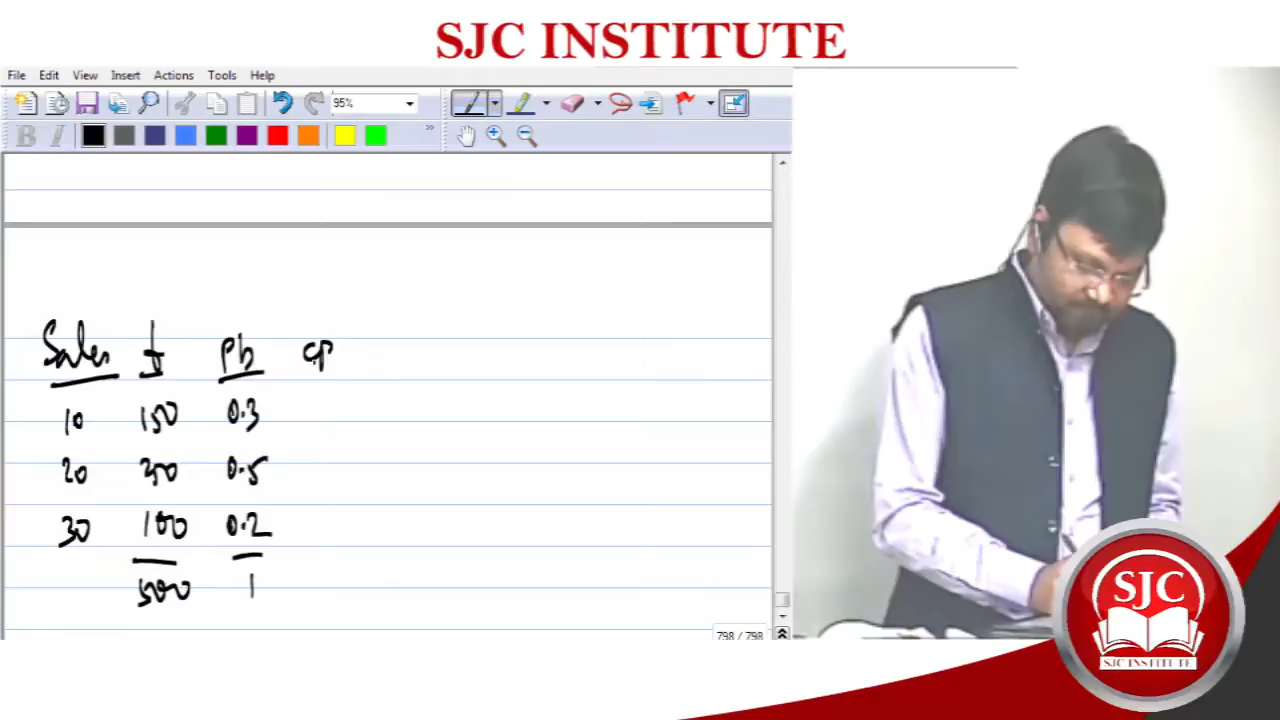 SJC INSTITUTE
File Edit View Insert Actions Tools Help
95%
B I
Sales f Pb CP
10 150 0.3
20 0.5
30 100 0.2
500 1
798 / 798
SJC
SJC INSTITUTE